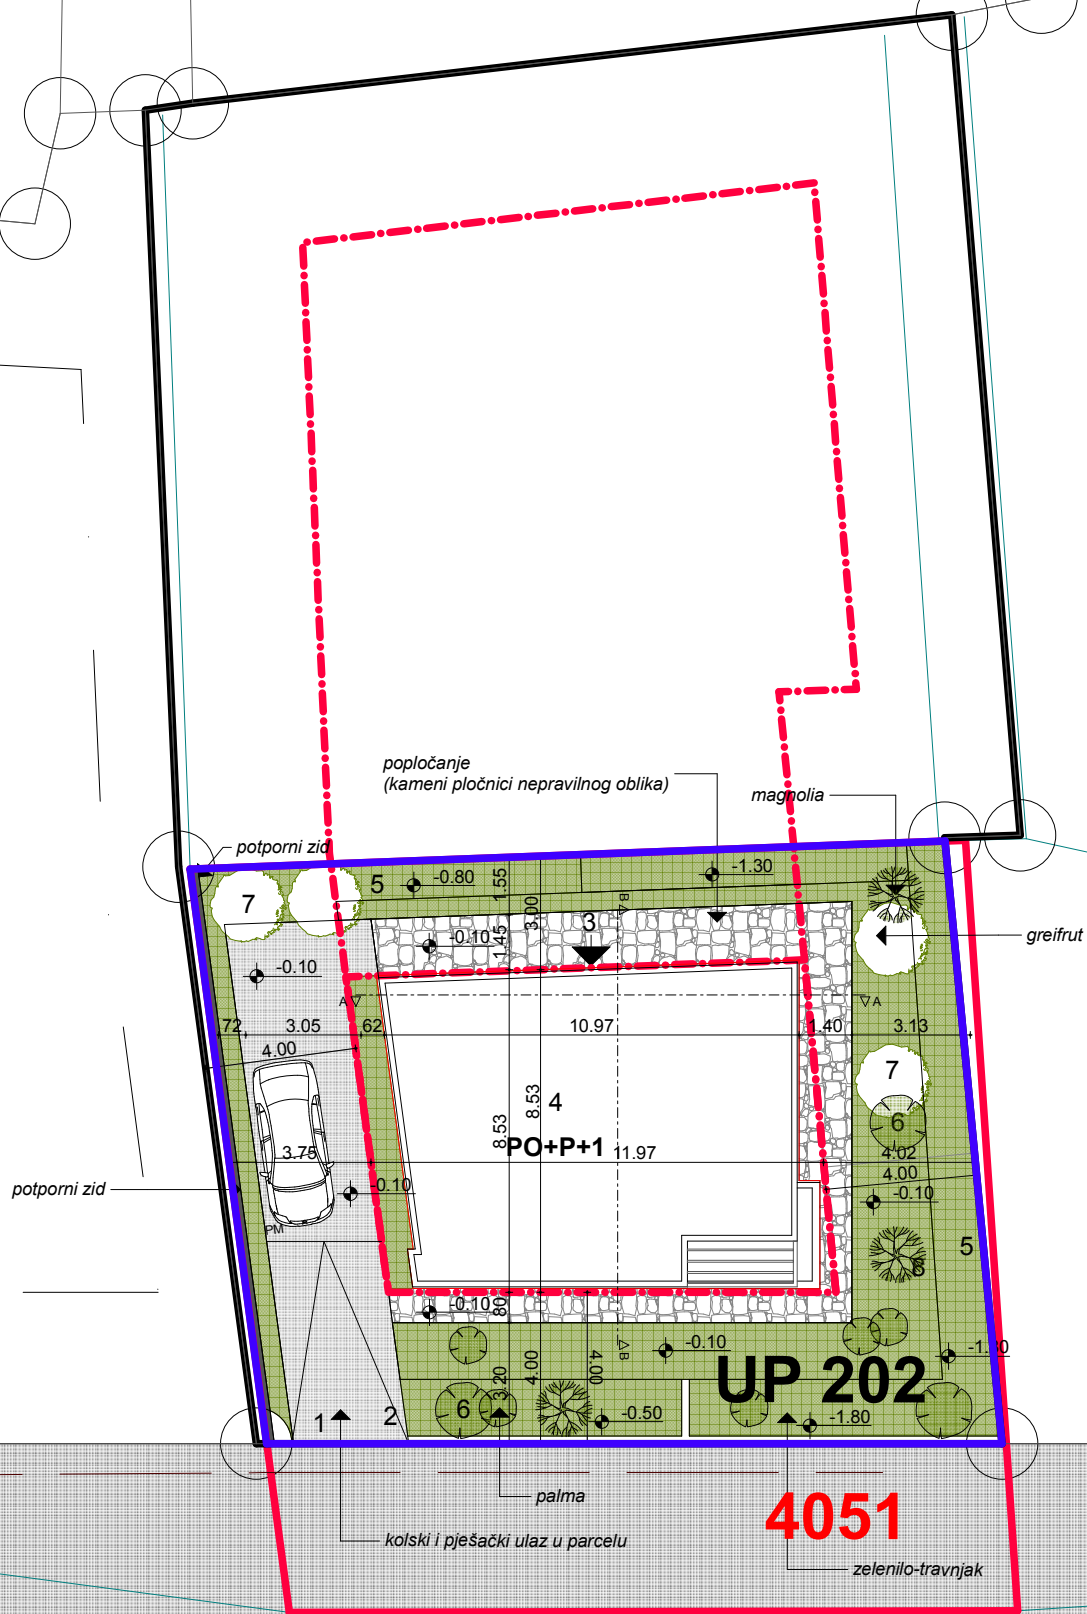 popločanje
(kameni pločnici nepravilnog oblika)
magnolia
potporni zid
7
5
-0.80
1.55
-1.30
3.00
B
3
-0.10
1.45
greifrut
-0.10
A
A
72
3.05
62
10.97
1.40
3.13
4.00
8.53
8.53
4
7
6
PO+P+1
11.97
3.75
4.02
4.00
potporni zid
-0.10
-0.10
PM
5
6
-0.10
80
B
-0.10
-1.30
4.00
4.00
3.20
UP 202
1
2
6
-0.50
-1.80
palma
4051
kolski i pješački ulaz u parcelu
zelenilo-travnjak